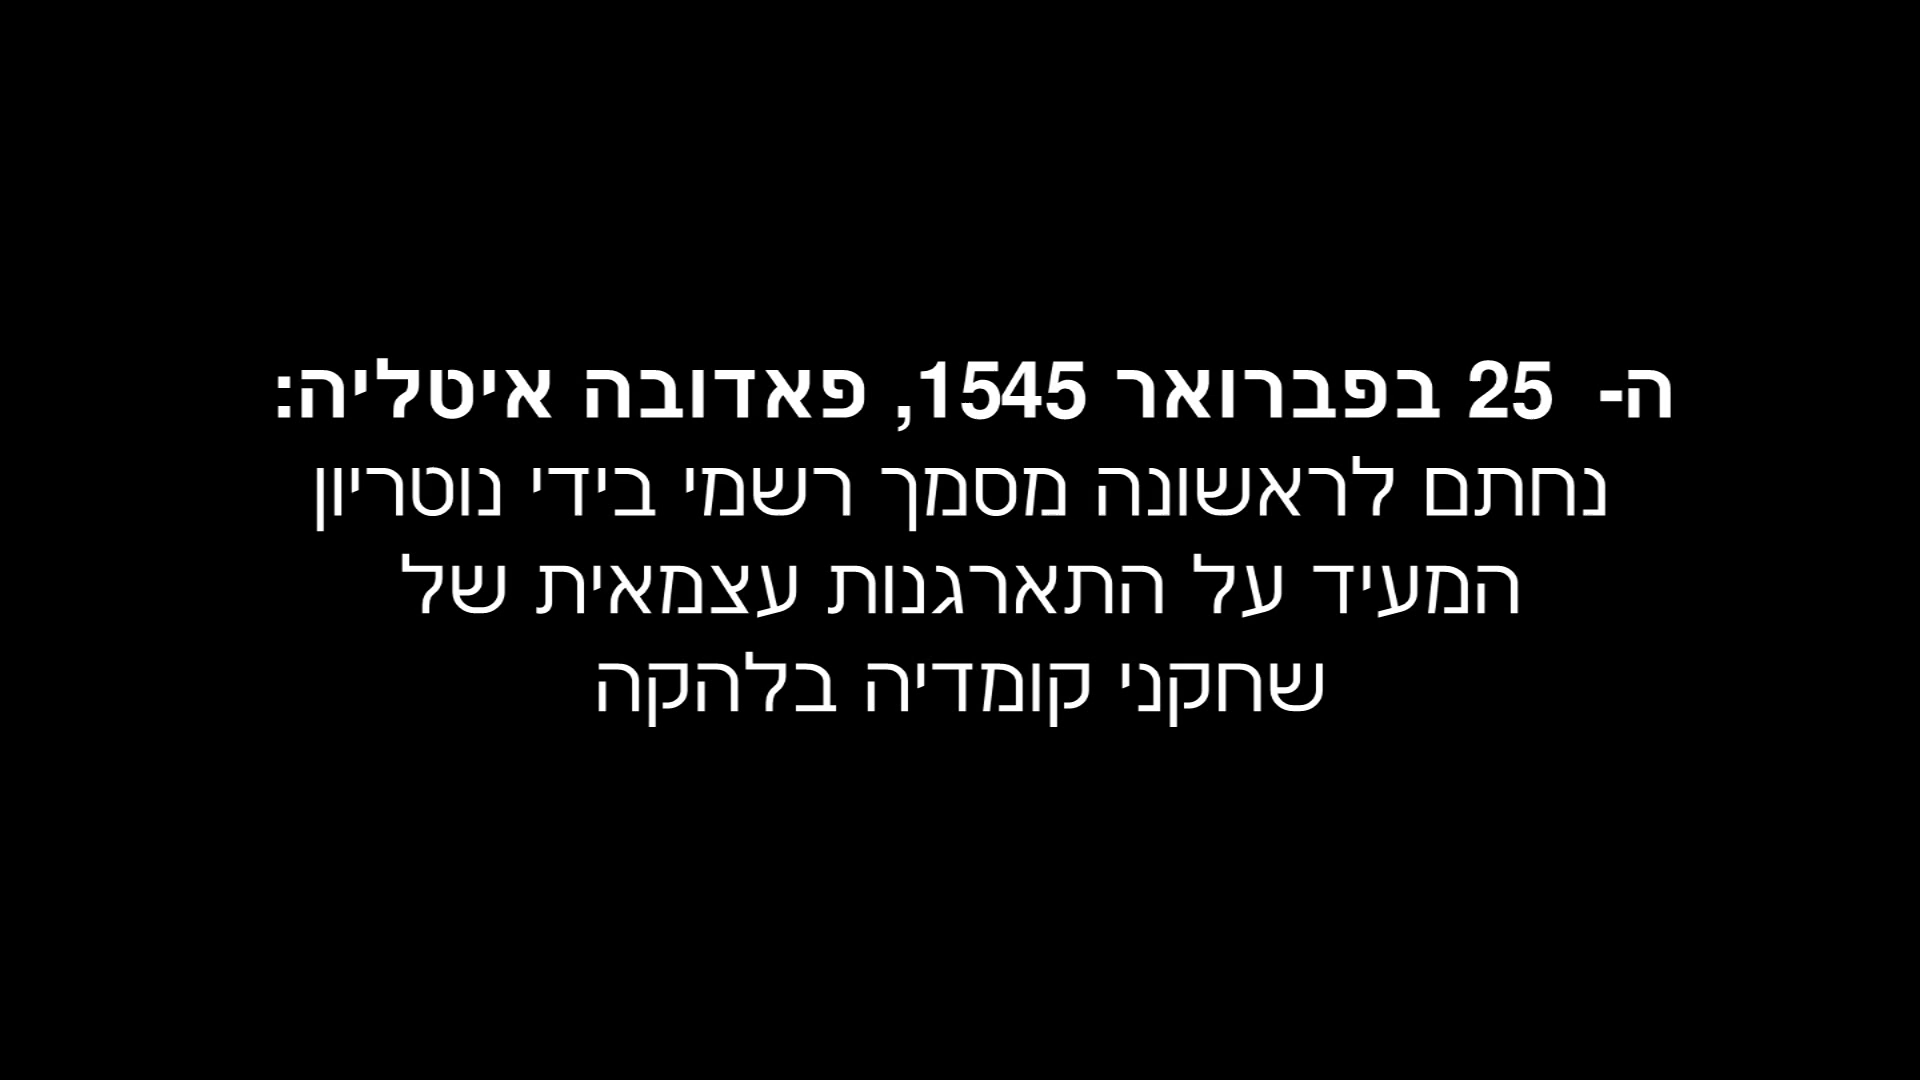 ה-  25 בפברואר 1545, פאדובה איטליה:
נחתם לראשונה מסמך רשמי בידי נוטריון
המעיד על התארגנות עצמאית של
שחקני קומדיה בלהקה